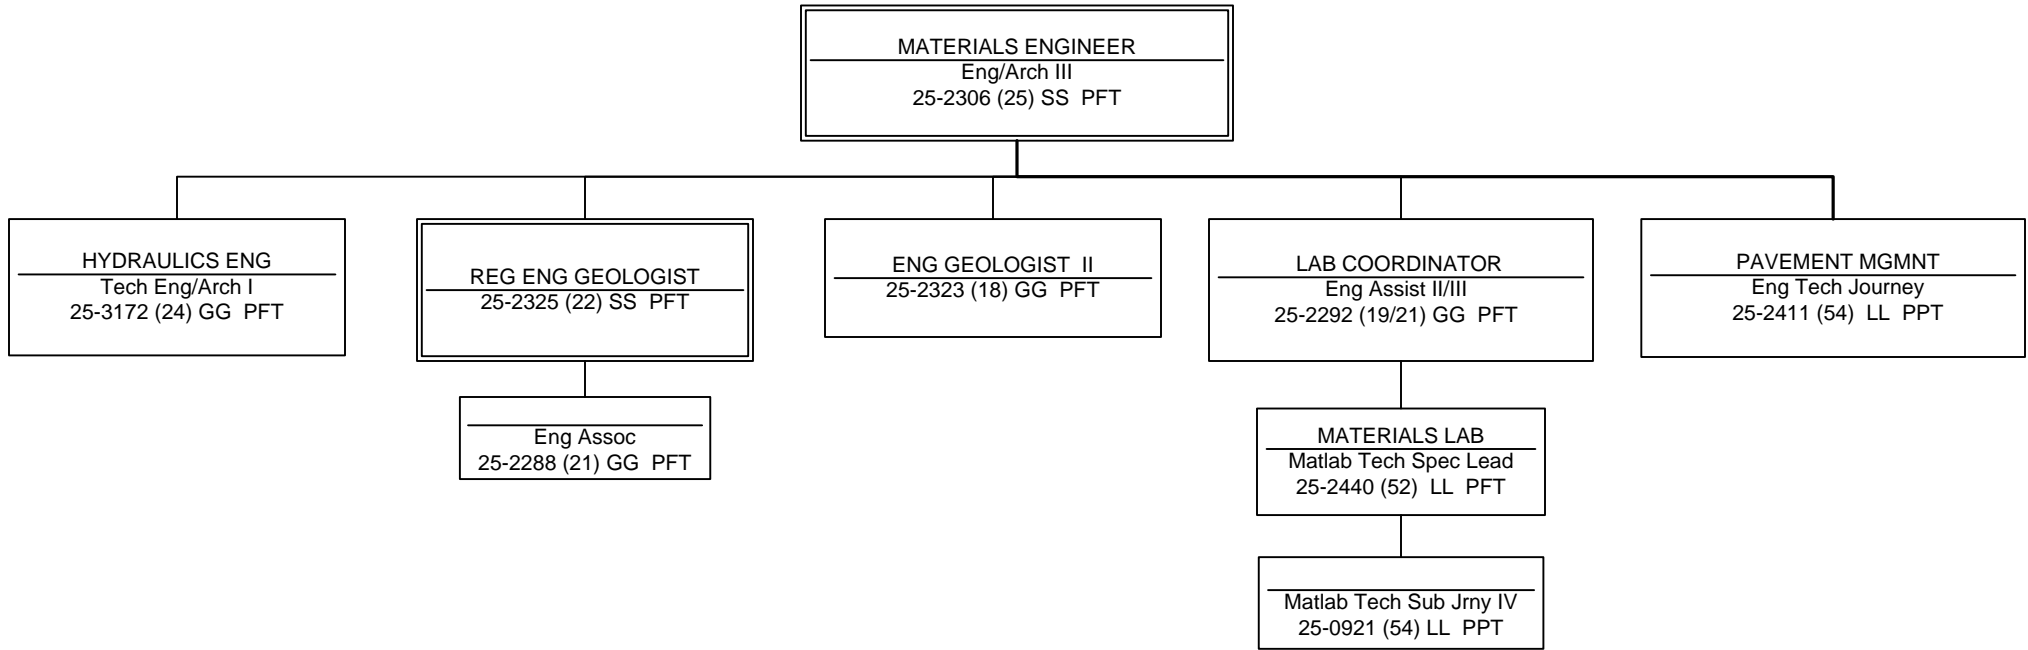 MATERIALS ENGINEER
Eng/Arch III
25-2306 (25) SS  PFT
HYDRAULICS ENG
Tech Eng/Arch I
25-3172 (24) GG  PFT
REG ENG GEOLOGIST
25-2325 (22) SS  PFT
ENG GEOLOGIST  II
25-2323 (18) GG  PFT
LAB COORDINATOR
Eng Assist II/III
25-2292 (19/21) GG  PFT
PAVEMENT MGMNT
Eng Tech Journey
25-2411 (54)  LL  PPT
Eng Assoc
25-2288 (21) GG  PFT
MATERIALS LAB
Matlab Tech Spec Lead
25-2440 (52)  LL  PFT
Matlab Tech Sub Jrny IV
25-0921 (54) LL  PPT